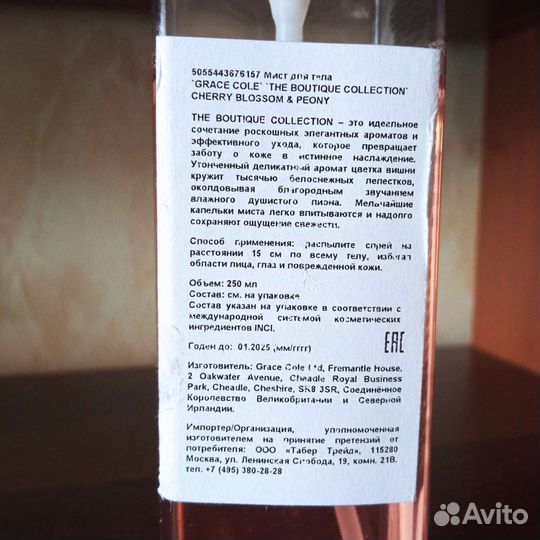 5055443676157 Мист для тела
`GRACE COLE` `THE BOUTIQUE COLLECTION`
CHERRY BLOSSOM & PEONY
THE BOUTIQUE COLLECTION – это идеальное
сочетание роскошных элегантных ароматов и
эффективного ухода, которое превращает
заботу о коже в истинное наслаждение.
Утонченный деликатный аромат цветка вишни
кружит тысячью белоснежных лепестков,
околдовывая благородным звучанием
влажного душистого пиона. Мельчайшие
капельки миста легко впитываются и надолго
сохраняют ощущение свежести.
Способ применения: распылите спрей на
расстоянии 15 см по всему телу, избегая
области лица, глаз и поврежденной кожи.
Объем: 250 мл
Состав: см. на упаковке
Состав указан на упаковке в соответствии с
международной системой косметических
ингредиентов INCI.
Годен до: 01.2025 (мм/гггг)
EAC
Изготовитель: Grace Cole Ltd, Fremantle House,
2 Oakwater Avenue, Cheadle Royal Business
Park, Cheadle, Cheshire, SK8 3SR, Соединённое
Королевство Великобритании и Северной
Ирландии.
Импортер/Организация, уполномоченная
изготовителем на принятие претензий от
потребителя: ООО «Табер Трейд», 115280
Москва, ул. Ленинская Слобода, 19, комн. 21В.
тел. +7 (495) 380-28-28
Avito